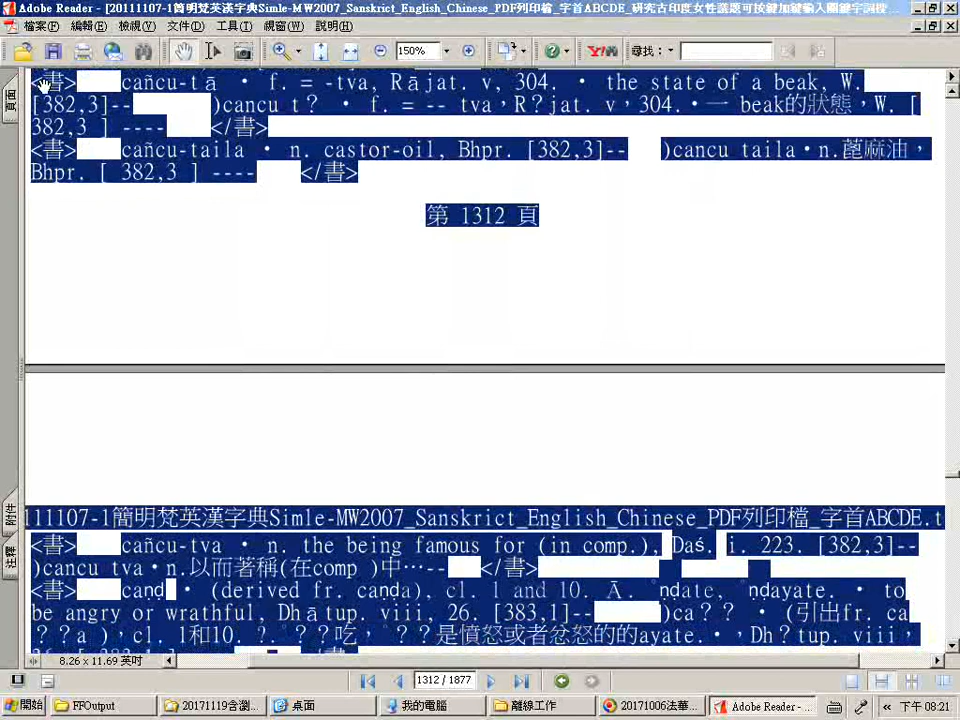 Adobe Reader - [20111107-1簡明梵英漢字典Simle-MW2007_Sanskrict_English_Chinese_PDF列印檔_字首ABCDE_研究古印度女性議題可按鍵加鍵輸入關鍵字詞搜...
檔案(F) 編輯(E) 檢視(V) 文件(D) 工具(T) 視窗(W) 說明(H)
150% Y! 尋找：
頁面
<書> cañcu-tā • f. = -tva, Rājat. v, 304. • the state of a beak, W.
[382,3]-- )cancu t? • f. = -- tva，R？jat. v，304.•一 beak的狀態，W. [
382,3 ] ---- </書>
<書> cañcu-taila • n. castor-oil, Bhpr. [382,3]-- )cancu taila•n.蓖麻油，
Bhpr. [ 382,3 ] ---- </書>
第 1312 頁
附件
111107-1簡明梵英漢字典Simle-MW2007_Sanskrict_English_Chinese_PDF列印檔_字首ABCDE.t
<書> cañcu-tva • n. the being famous for (in comp.), Daś. i. 223. [382,3]--
)cancu tva•n.以而著稱(在comp )中…-- </書>
注釋
<書> caṇḍ • (derived fr. caṇḍa), cl. 1 and 10. Ā. ṇḍate, ṇḍayate. • to
be angry or wrathful, Dhātup. viii, 26. [383,1]-- )ca？？ • (引出fr. ca
？？a )，cl. 1和10. ?. ？？吃， ？？是憤怒或者忿怒的的ayate.•，Dh？tup. viii，
8.26 x 11.69 英吋
1312 / 1877
開始 FFOutput 20171119含瀏... 桌面 我的電腦 離線工作 20171006法華... Adobe Reader - ... 下午 08:21